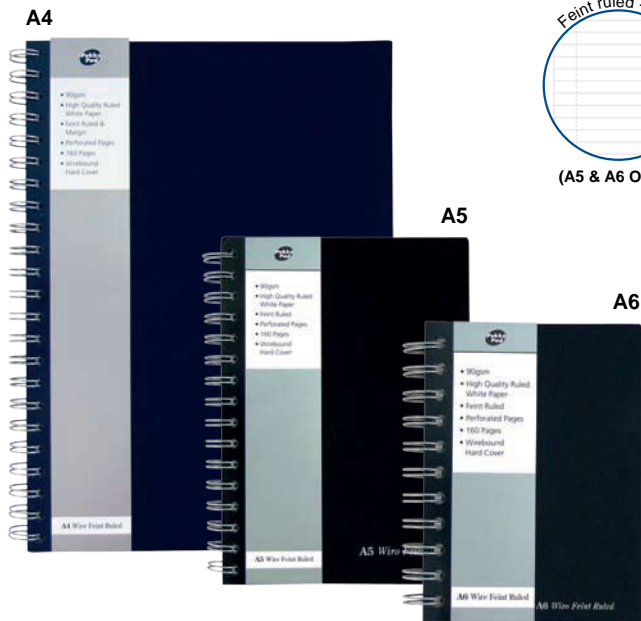 A4
Pukka
Pad
• 90gsm
• High Quality Ruled
White Paper
• Feint Ruled &
Margin
• Perforated Pages
• 160 Pages
• Wirebound
Hard Cover
A4 Wire Feint Ruled
Feint ruled
(A5 & A6 O
A5
Pukka
Pad
• 90gsm
• High Quality Ruled
White Paper
• Feint Ruled
• Perforated Pages
• 160 Pages
• Wirebound
Hard Cover
A5 Wire Feint Ruled
A5 Wire
A6
Pukka
Pad
• 90gsm
• High Quality Ruled
White Paper
• Feint Ruled
• Perforated Pages
• 160 Pages
• Wirebound
Hard Cover
A6 Wire Feint Ruled
A6 Wire Feint Ruled